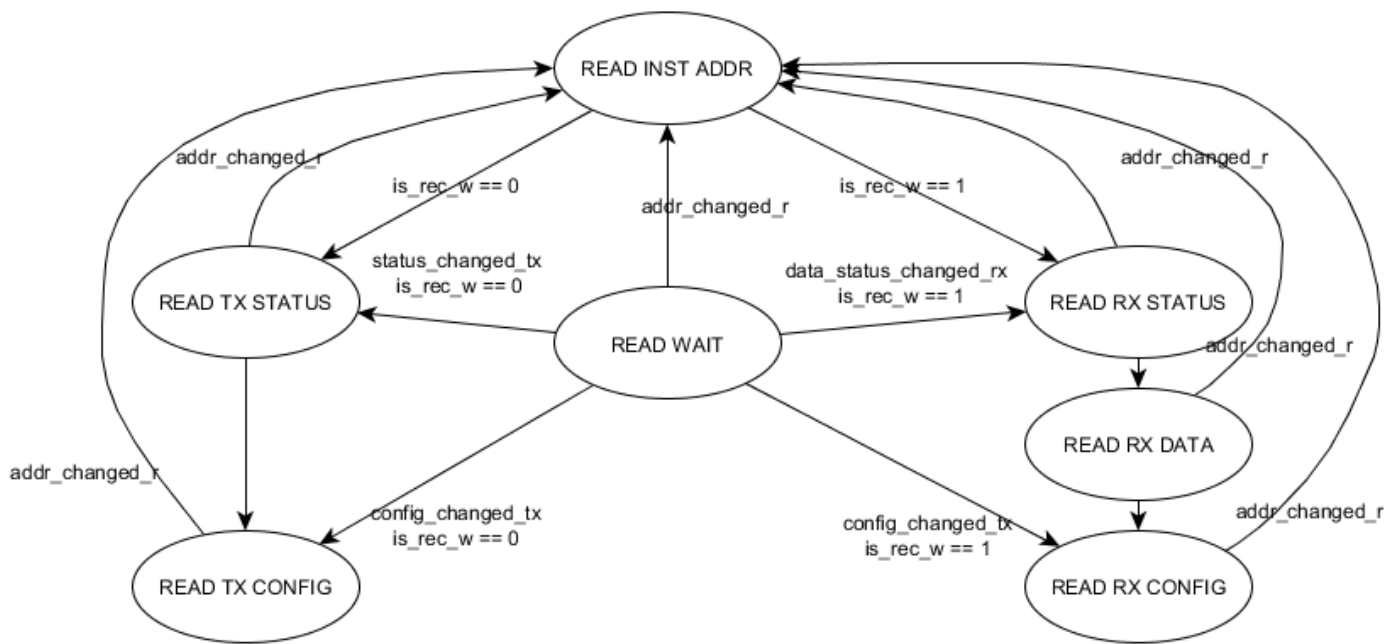 READ INST ADDR
addr_changed_r
addr_changed_r
is_rec_w == 0
is_rec_w == 1
addr_changed_r
status_changed_tx
is_rec_w == 0
data_status_changed_rx
is_rec_w == 1
READ TX STATUS
READ RX STATUS
READ WAIT
addr_changed_r
READ RX DATA
addr_changed_r
config_changed_tx
is_rec_w == 0
config_changed_tx
is_rec_w == 1
addr_changed_r
READ TX CONFIG
READ RX CONFIG